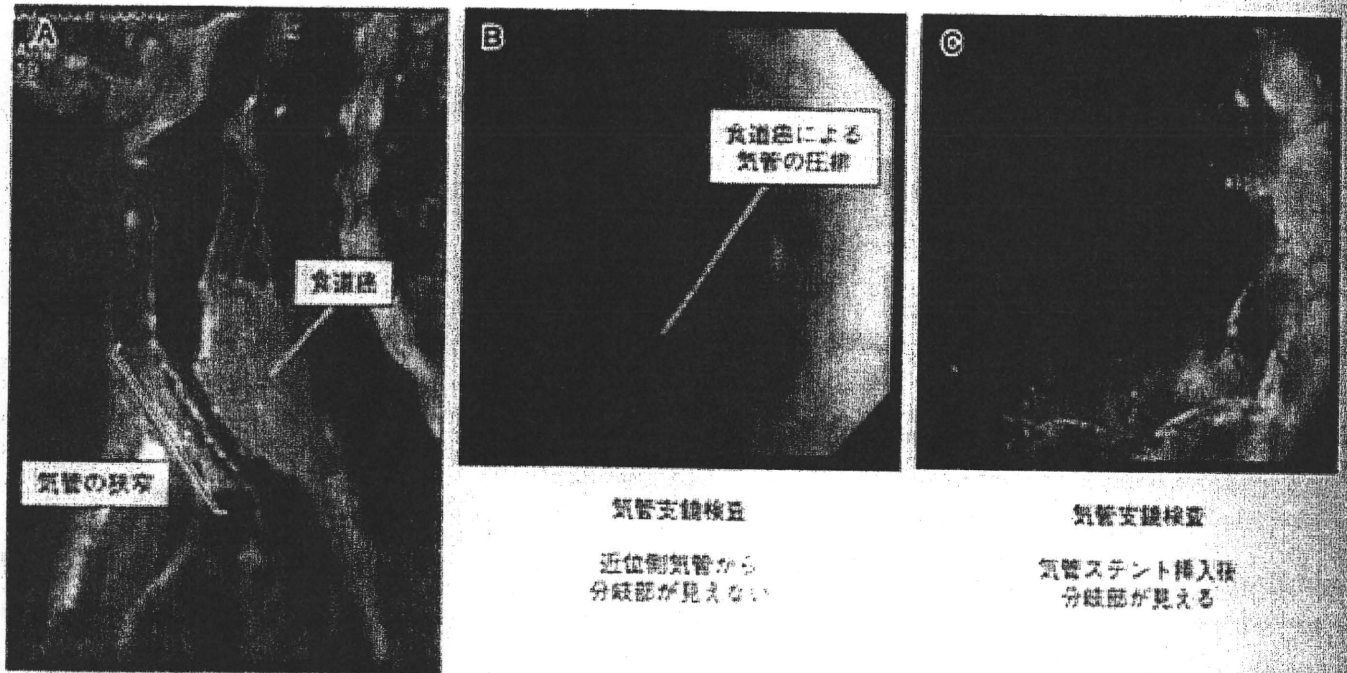 A
食道癌
気管の狭窄
B
食道癌による
気管の圧排
気管支鏡検査
近位側気管から
分岐部が見えない
C
気管支鏡検査
気管ステント挿入後
分岐部が見える